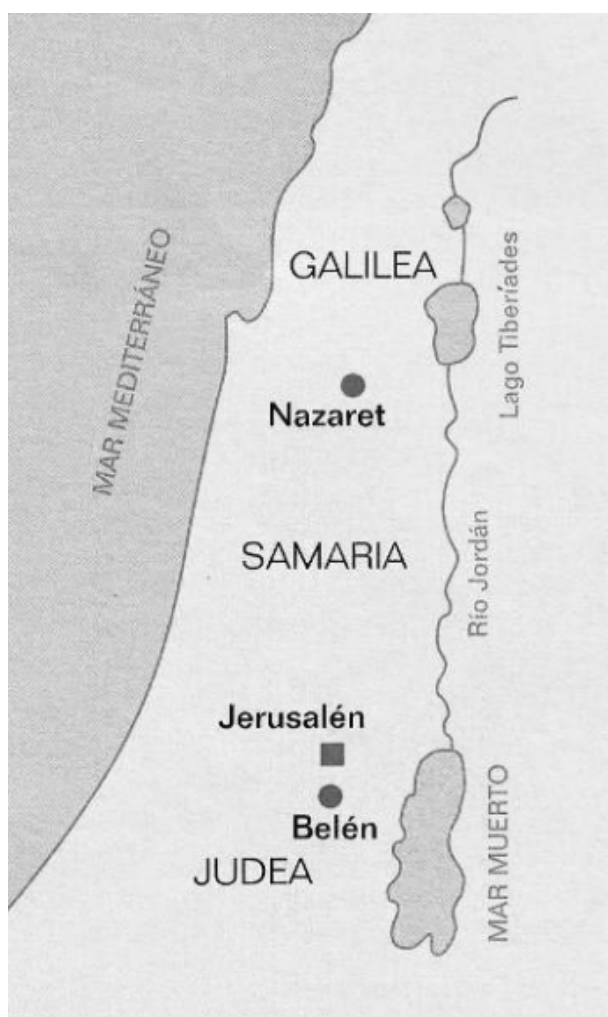 GALILEA
MAR MEDITERRÁNEO
Lago Tiberíades
Nazaret
SAMARIA
Río Jordán
Jerusalén
Belén
MAR MUERTO
JUDEA